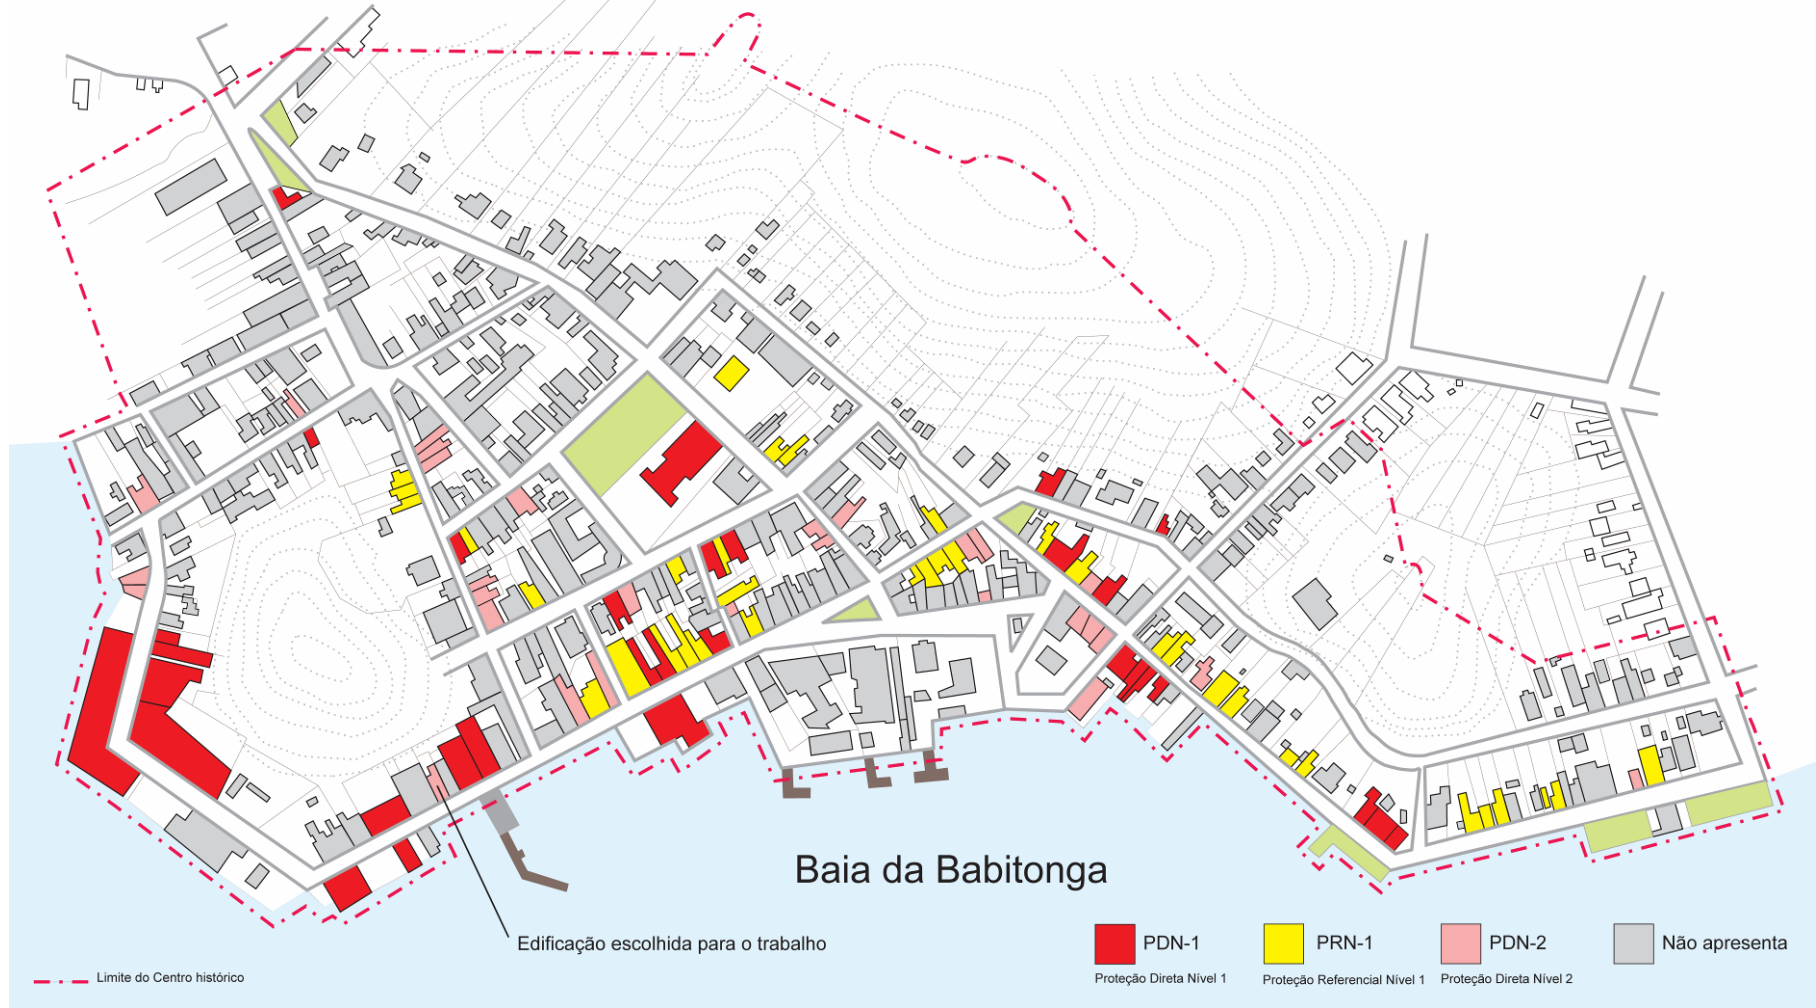 Baia da Babitonga
Edificação escolhida para o trabalho
Limite do Centro histórico
PDN-1
Proteção Direta Nível 1
PRN-1
Proteção Referencial Nível 1
PDN-2
Proteção Direta Nível 2
Não apresenta